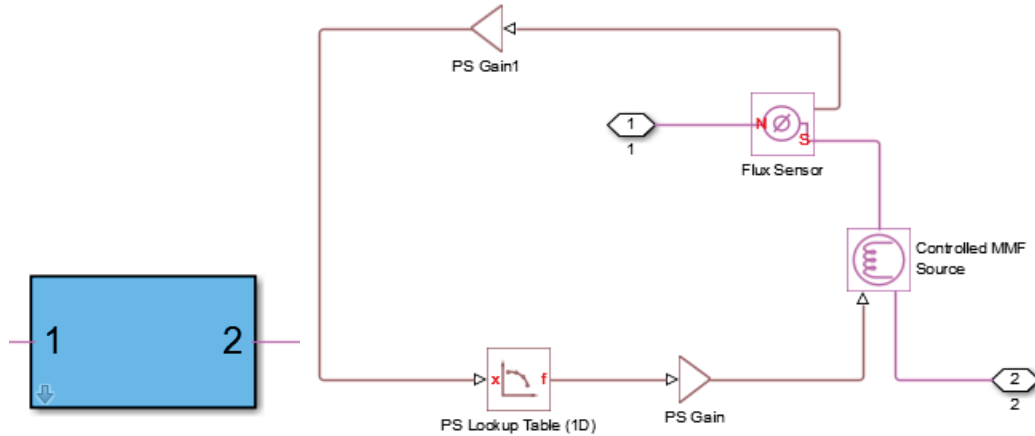 PS Gain1
1
1
N
S
Flux Sensor
Controlled MMF
Source
1
2
x
f
PS Lookup Table (1D)
PS Gain
2
2